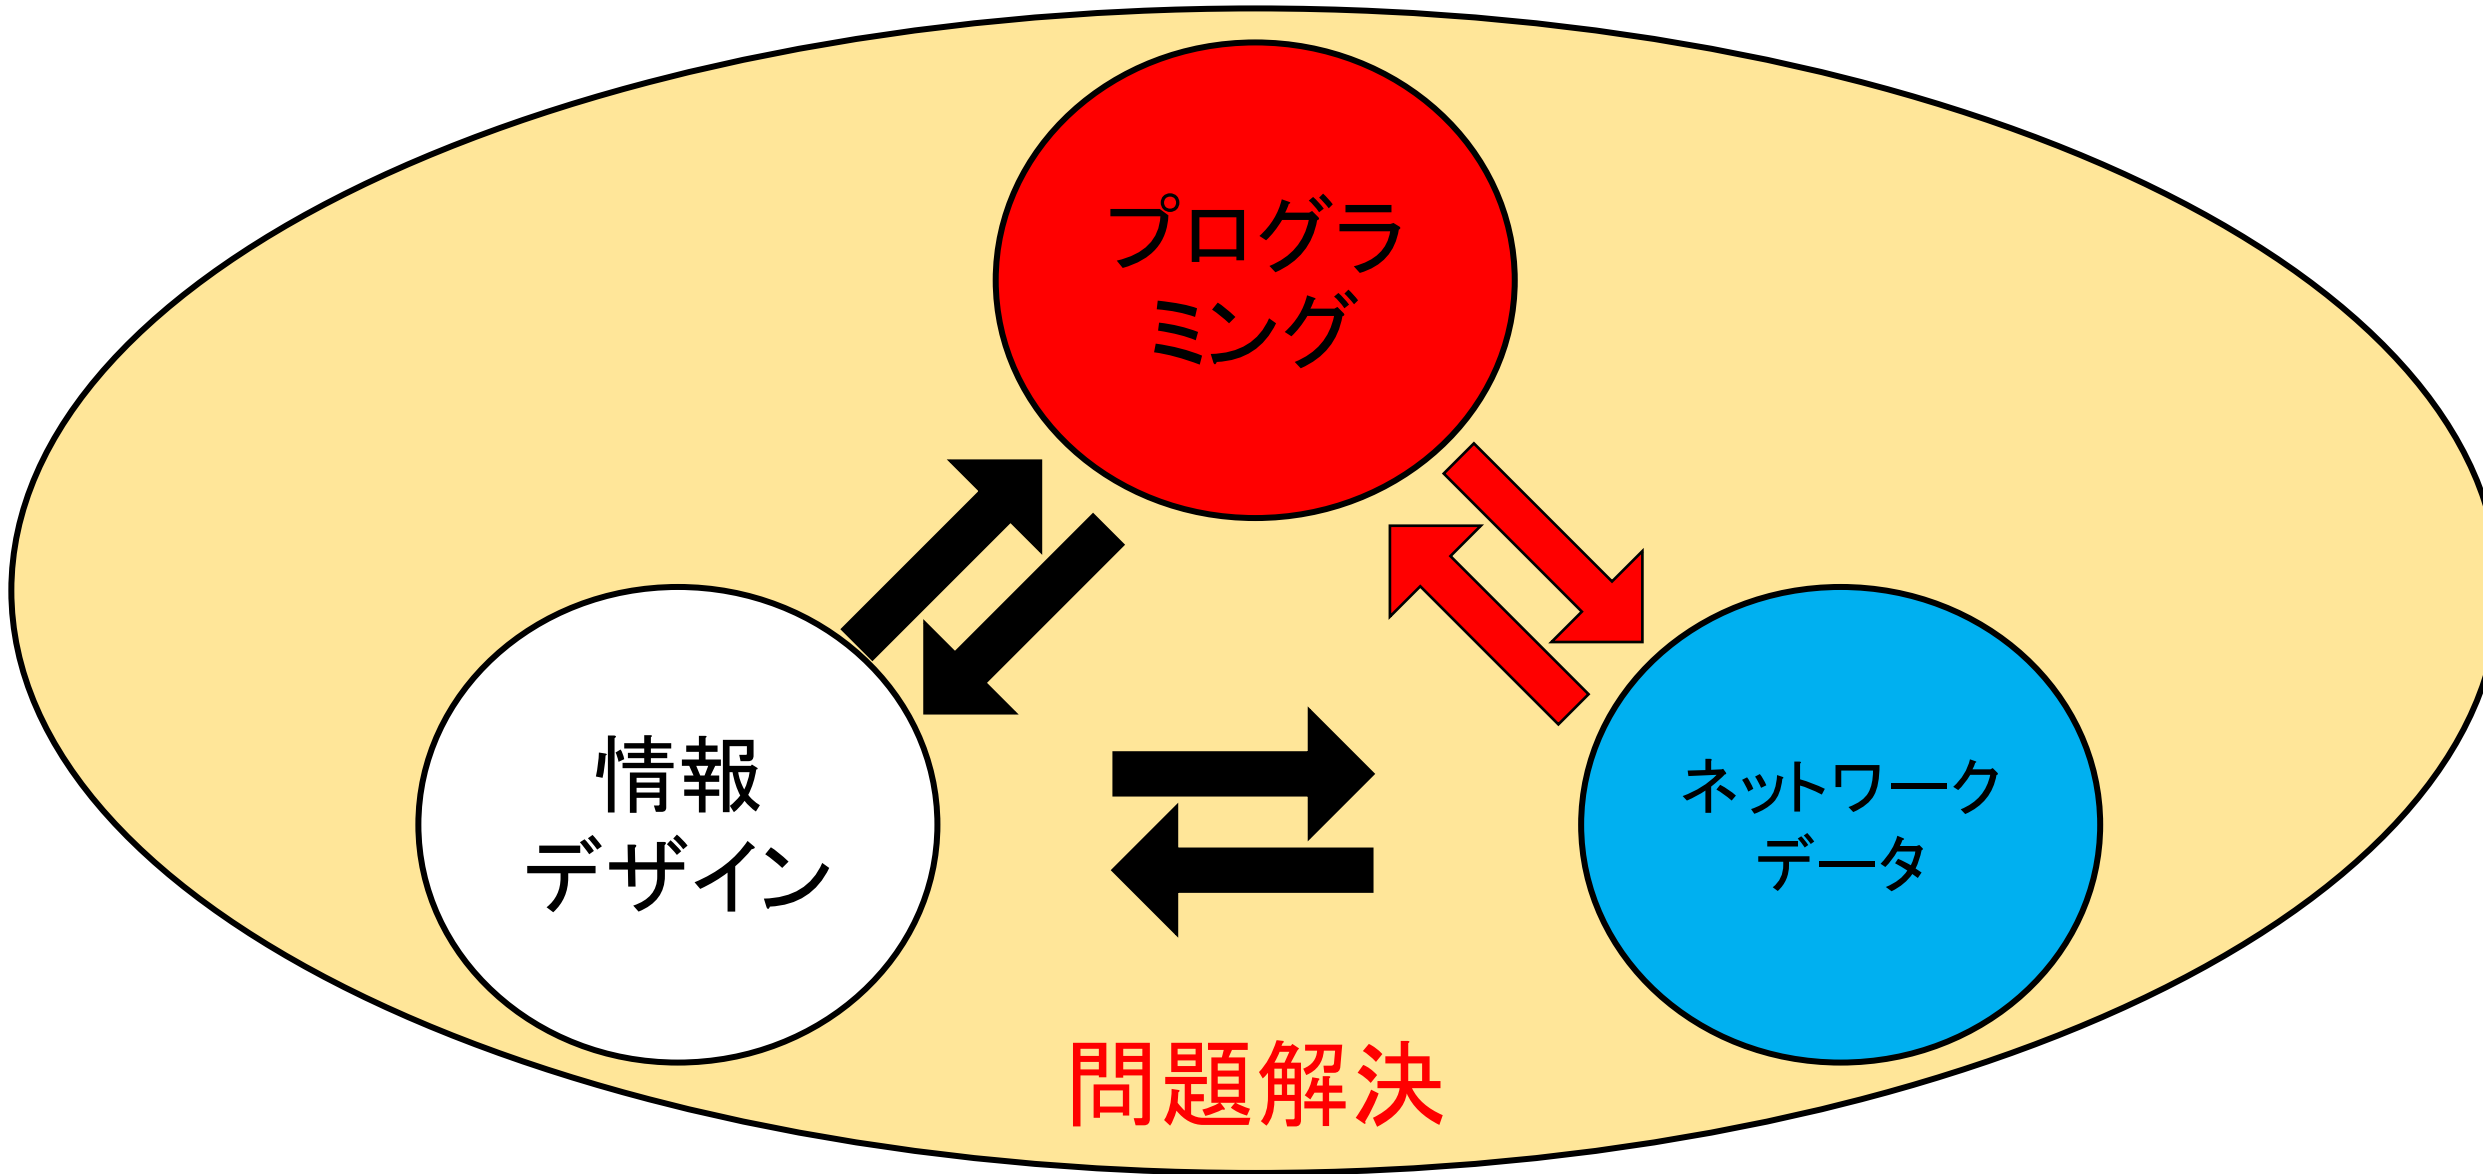 プログラ
ミング
情報
デザイン
ネットワーク
データ
問題解決